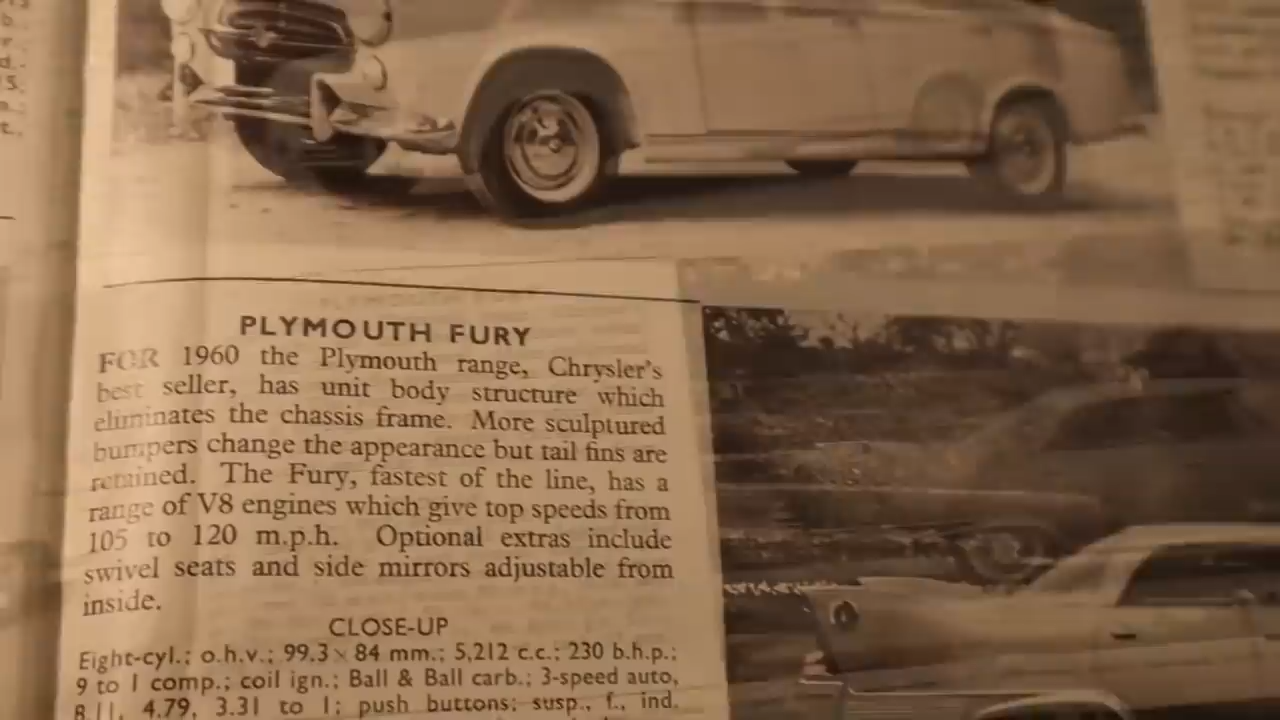 PLYMOUTH FURY
FOR 1960 the Plymouth range, Chrysler's
best seller, has unit body structure which
eliminates the chassis frame. More sculptured
bumpers change the appearance but tail fins are
retained. The Fury, fastest of the line, has a
range of V8 engines which give top speeds from
105 to 120 m.p.h. Optional extras include
swivel seats and side mirrors adjustable from
inside.
CLOSE-UP
Eight-cyl.; o.h.v.; 99.3 × 84 mm.; 5,212 c.c.; 230 b.h.p.;
9 to 1 comp.; coil ign.; Ball & Ball carb.; 3-speed auto,
8.11, 4.79, 3.31 to 1; push buttons; susp., f., ind.